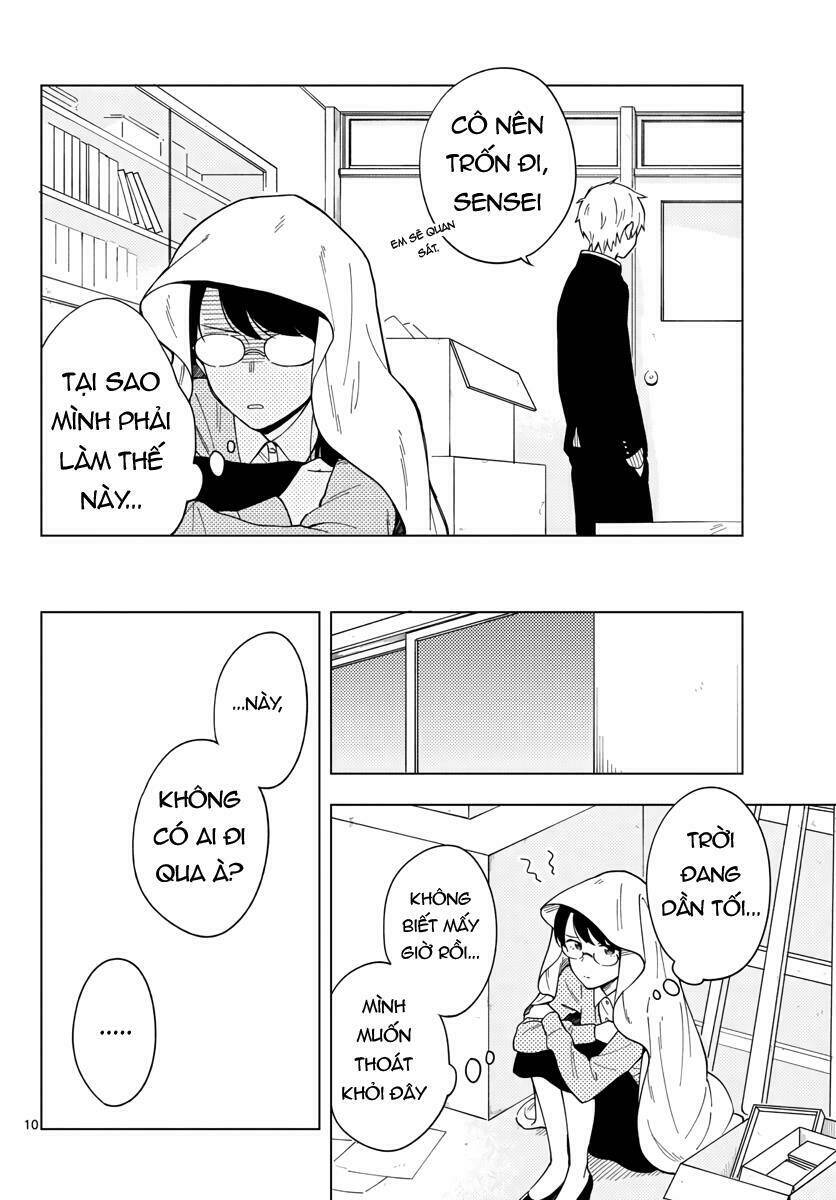 CÔ NÊN
TRỐN ĐI,
SENSEI
EM SẼ QUAN
SÁT.
TẠI SAO
MÌNH PHẢI
LÀM THẾ
NÀY...
TRỜI
ĐANG
DẦN TỐI...
KHÔNG
BIẾT MẤY
GIỜ RỒI...
MÌNH
MUỐN
THOÁT
KHỎI ĐÂY
...NÀY,
KHÔNG
CÓ AI ĐI
QUA À?
.....
10